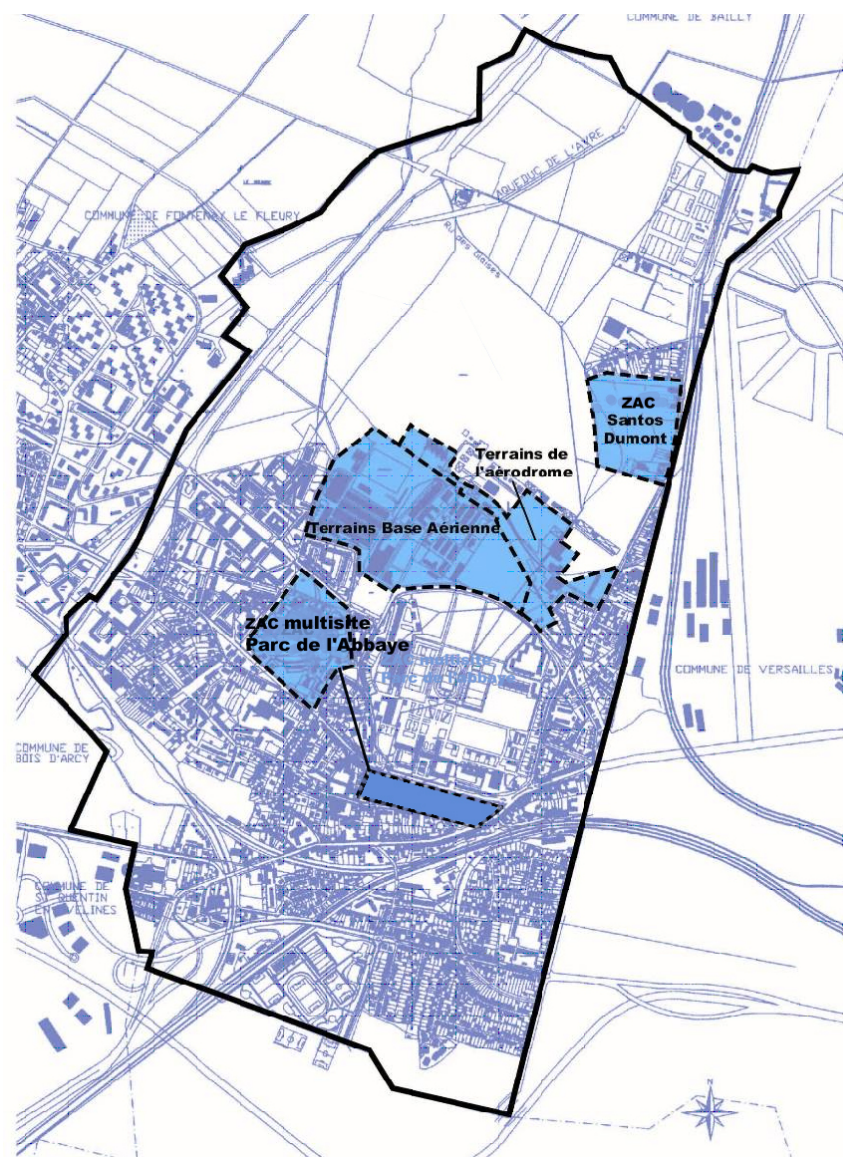 COMMUNE DE BAILLY
AQUEDUC DE L'AVRE
COMMUNE DE FONTENAY LE FLEURY
ZAC
Santos
Dumont
Terrains de
l'aérodrome
Terrains Base Aérienne
ZAC multisite
Parc de l'Abbaye
COMMUNE DE VERSAILLES
COMMUNE DE
BOIS D'ARCY
COMMUNE DE
ST QUENTIN
EN YVELINES
N